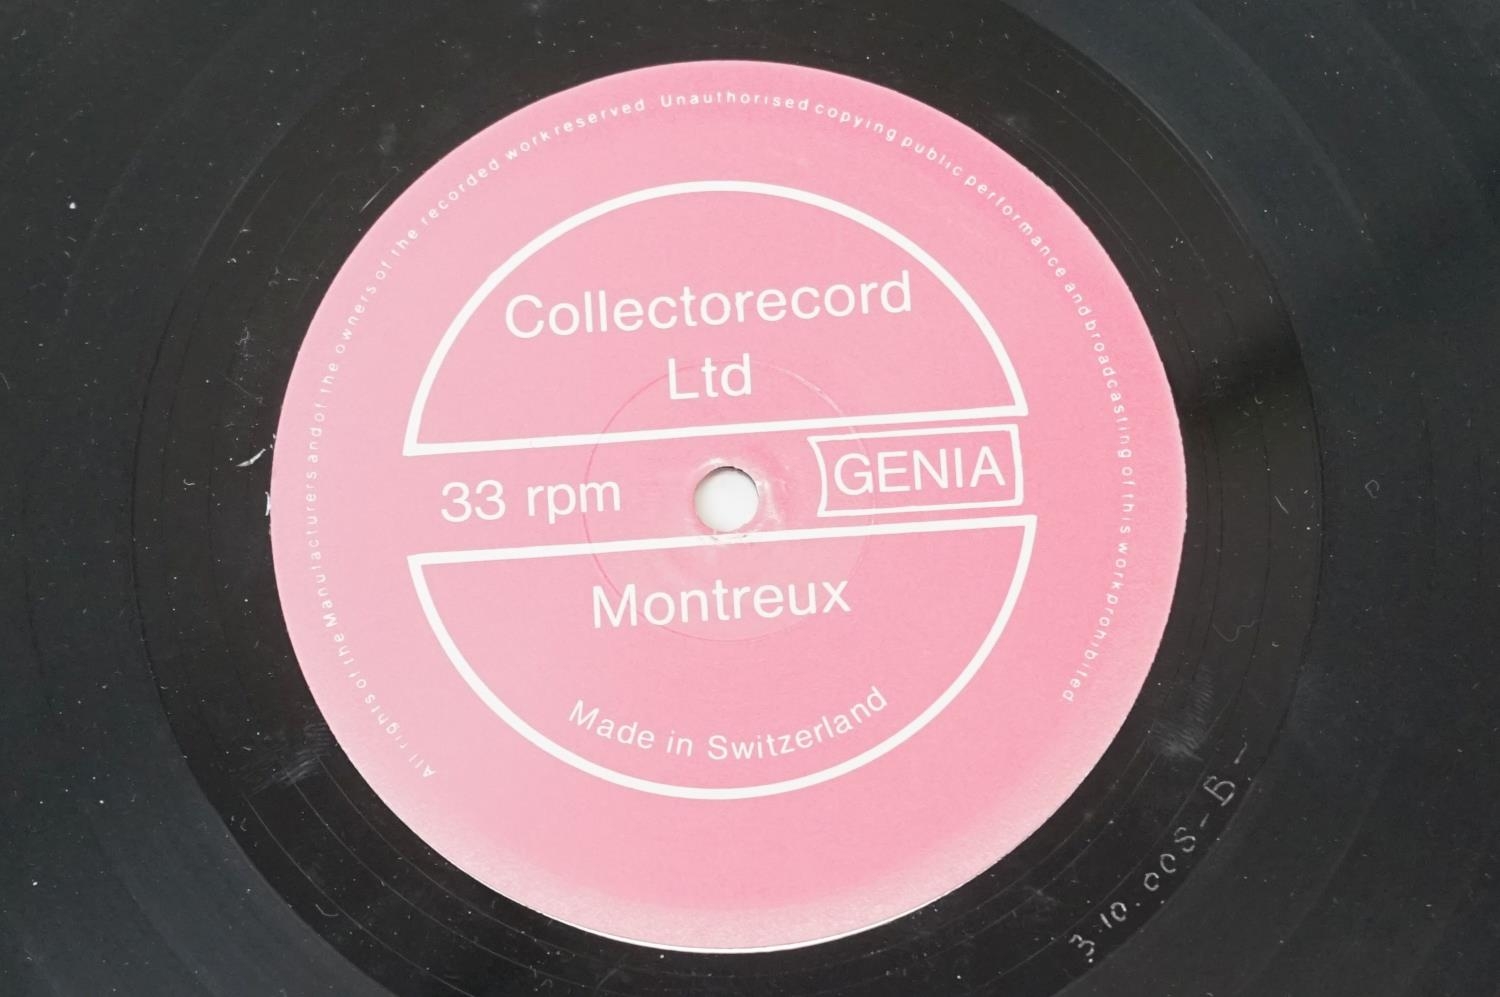 All rights of the Manufacturers and of the owners of the recorded work reserved. Unauthorised copying public performance and broadcasting of this work prohibited
Collectorecord
Ltd
33 rpm
GENIA
Montreux
Made in Switzerland